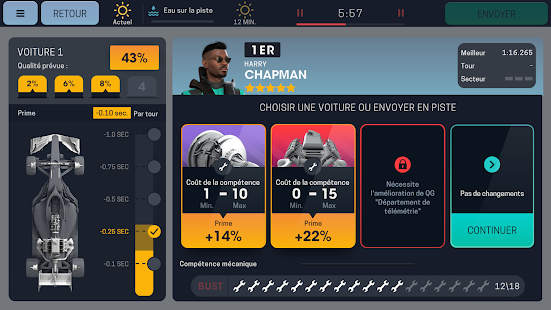 RETOUR
Actuel
Eau sur la piste
12 MIN.
5:57
ENVOYER
VOITURE 1
Qualité prévue :
43%
2%
6%
8%
4
Prime
-0.10 sec.
Par tour
-1.0 SEC
-0.75 SEC
-0.5 SEC
-0.25 SEC
-0.1 SEC
1ER
HARRY
CHAPMAN
Meilleur 1:16.265
Tour -
Secteur
CHOISIR UNE VOITURE OU ENVOYER EN PISTE
Coût de la compétence
1 - 10
Min. Max
Prime
+14%
Coût de la compétence
0 - 15
Min. Max
Prime
+22%
Nécessite
l'amélioration de QG
"Département de
télémétrie"
Pas de changements
CONTINUER
Compétence mécanique
BUST
12\18